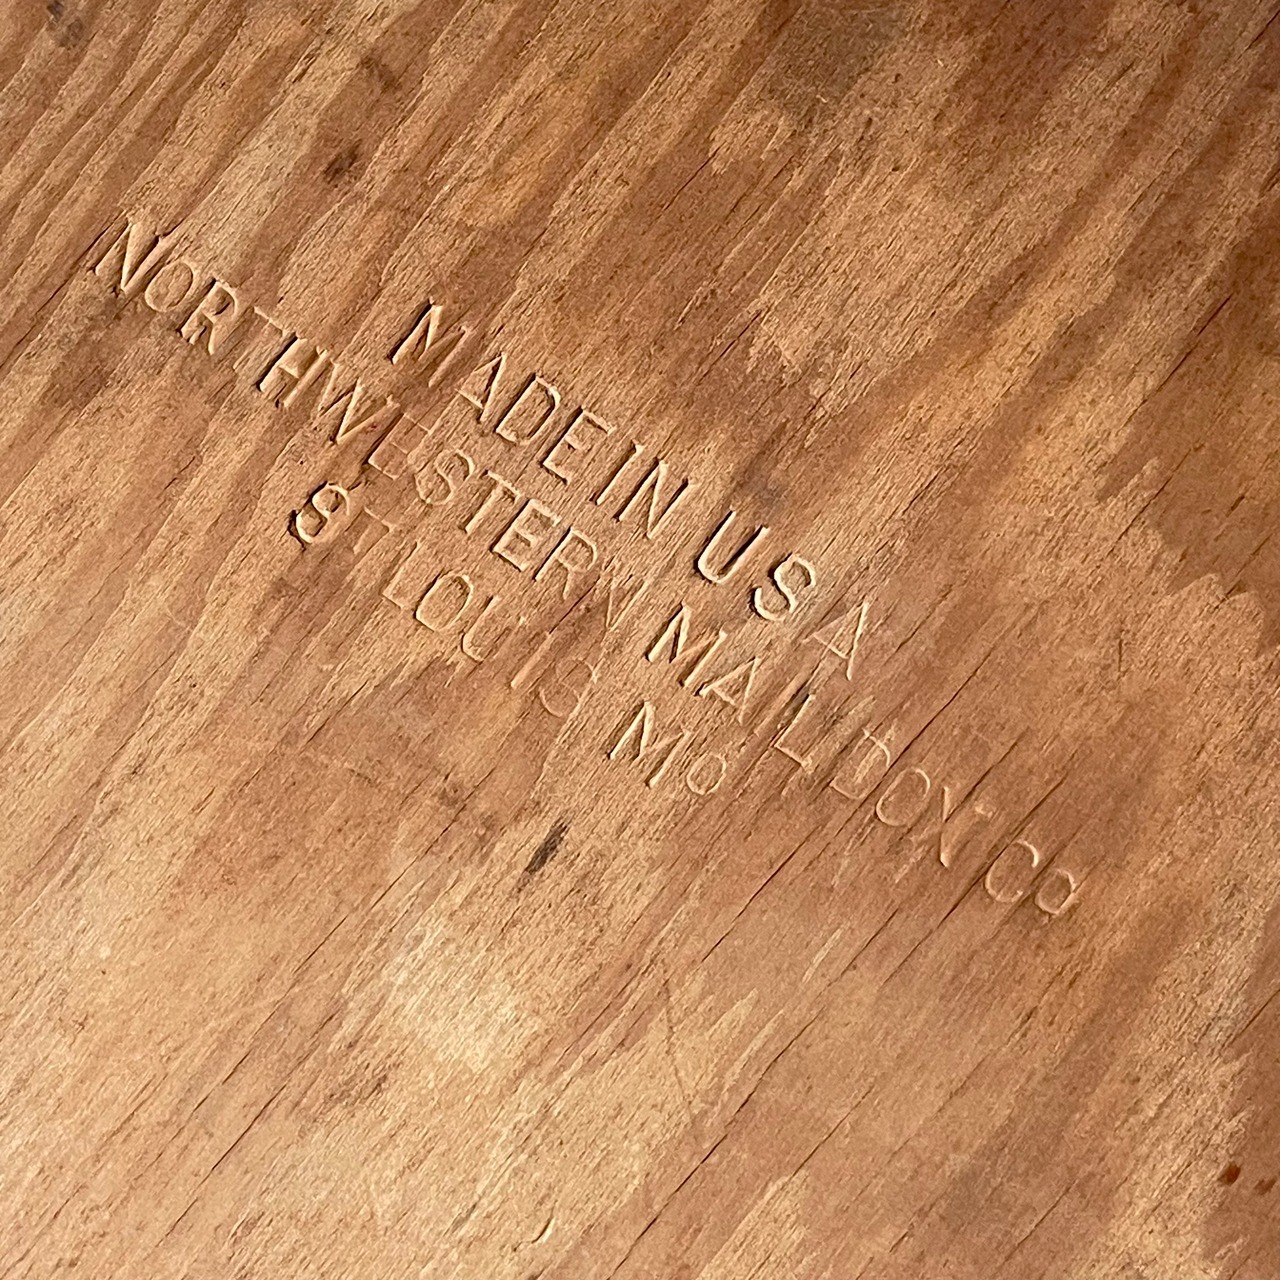 MADE IN USA
NORTHWESTERN MAIL BOX Co
ST LOUIS Mo